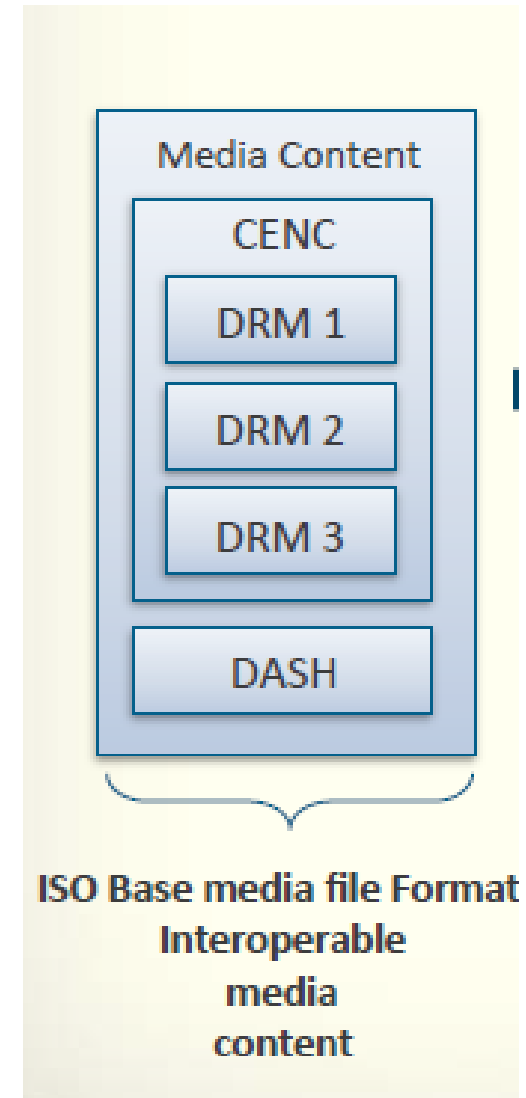 Media Content
CENC
DRM 1
DRM 2
DRM 3
DASH
ISO Base media file Format
Interoperable
media
content